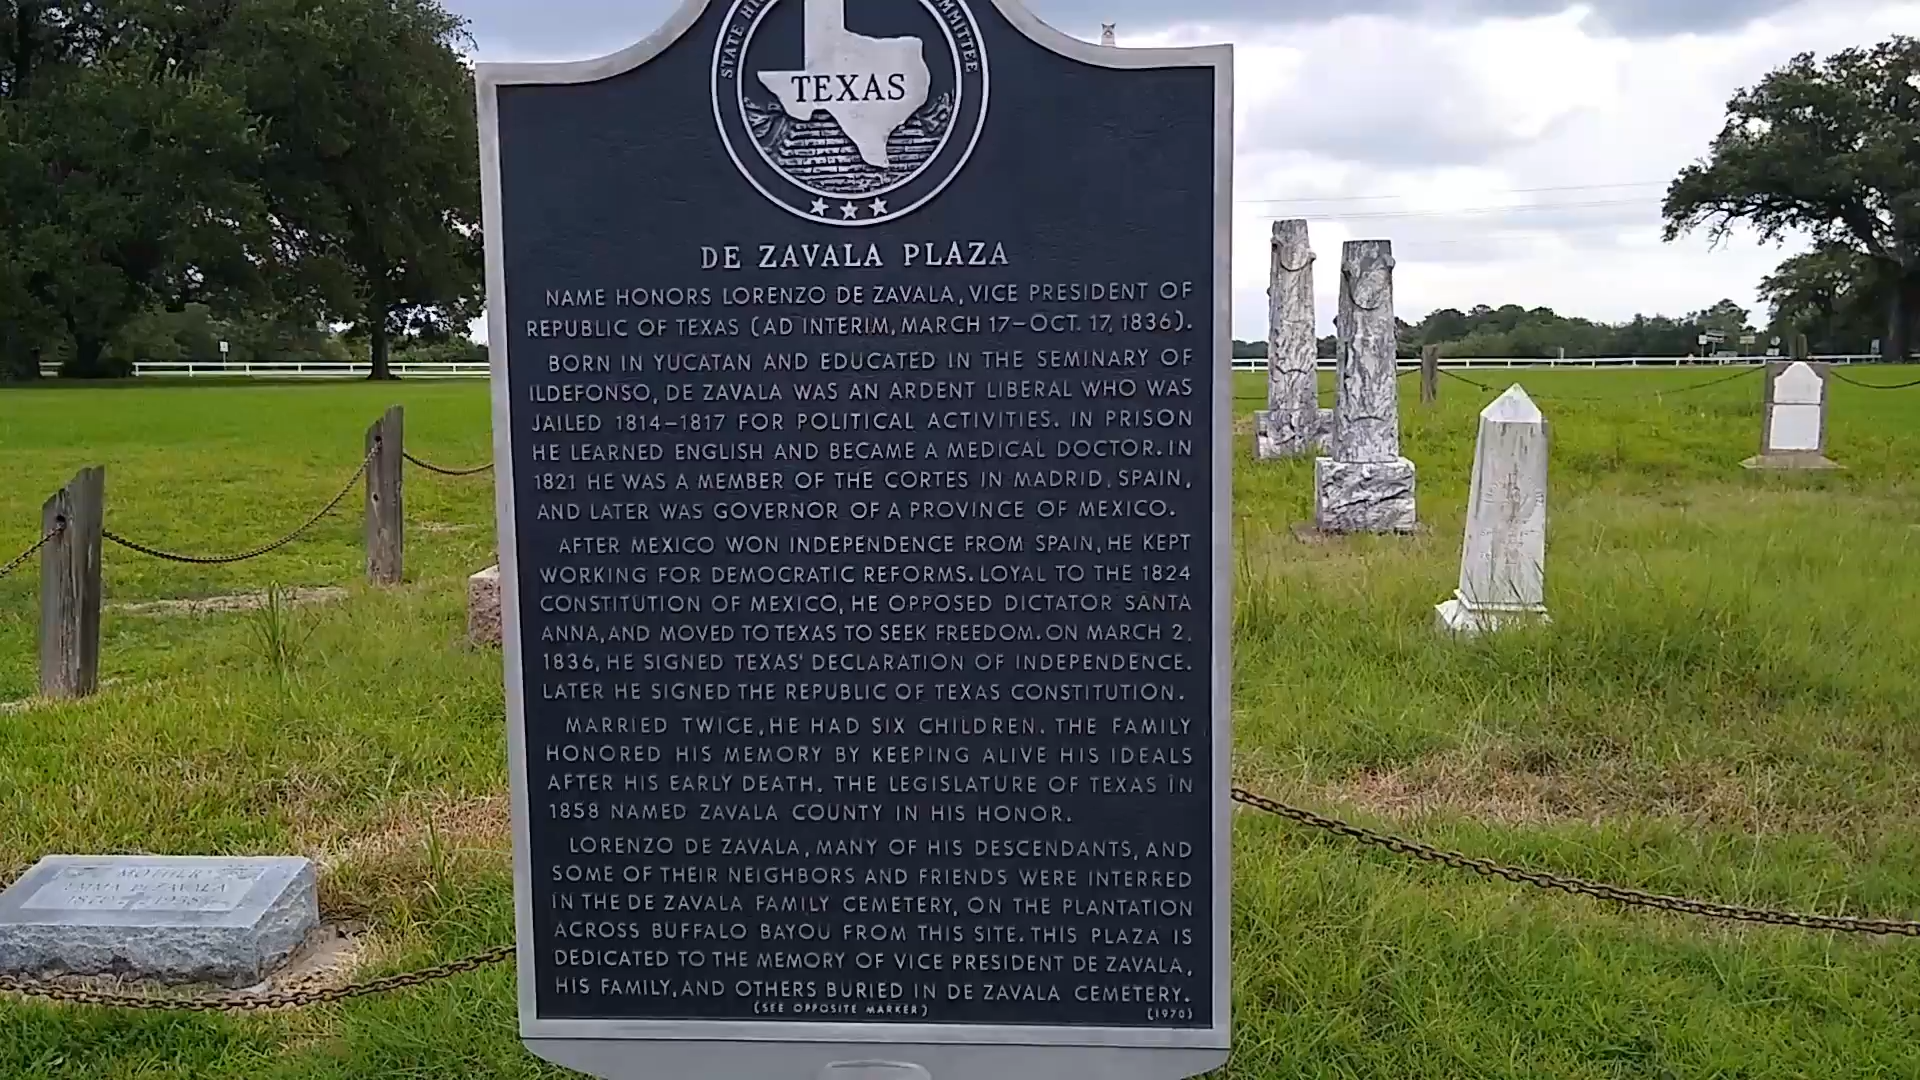 STATE HIS
MMITTEE
TEXAS
DE ZAVALA PLAZA
NAME HONORS LORENZO DE ZAVALA, VICE PRESIDENT OF
REPUBLIC OF TEXAS (AD INTERIM, MARCH 17–OCT. 17, 1836).
BORN IN YUCATAN AND EDUCATED IN THE SEMINARY OF
ILDEFONSO, DE ZAVALA WAS AN ARDENT LIBERAL WHO WAS
JAILED 1814–1817 FOR POLITICAL ACTIVITIES. IN PRISON
HE LEARNED ENGLISH AND BECAME A MEDICAL DOCTOR. IN
1821 HE WAS A MEMBER OF THE CORTES IN MADRID, SPAIN,
AND LATER WAS GOVERNOR OF A PROVINCE OF MEXICO.
AFTER MEXICO WON INDEPENDENCE FROM SPAIN, HE KEPT
WORKING FOR DEMOCRATIC REFORMS. LOYAL TO THE 1824
CONSTITUTION OF MEXICO, HE OPPOSED DICTATOR SANTA
ANNA, AND MOVED TO TEXAS TO SEEK FREEDOM. ON MARCH 2,
1836, HE SIGNED TEXAS' DECLARATION OF INDEPENDENCE.
LATER HE SIGNED THE REPUBLIC OF TEXAS CONSTITUTION.
MARRIED TWICE, HE HAD SIX CHILDREN. THE FAMILY
HONORED HIS MEMORY BY KEEPING ALIVE HIS IDEALS
AFTER HIS EARLY DEATH. THE LEGISLATURE OF TEXAS IN
1858 NAMED ZAVALA COUNTY IN HIS HONOR.
LORENZO DE ZAVALA, MANY OF HIS DESCENDANTS, AND
SOME OF THEIR NEIGHBORS AND FRIENDS WERE INTERRED
IN THE DE ZAVALA FAMILY CEMETERY, ON THE PLANTATION
ACROSS BUFFALO BAYOU FROM THIS SITE. THIS PLAZA IS
DEDICATED TO THE MEMORY OF VICE PRESIDENT DE ZAVALA,
HIS FAMILY, AND OTHERS BURIED IN DE ZAVALA CEMETERY.
(SEE OPPOSITE MARKER) (1970)
MOTHER
EMMA DE ZAVALA